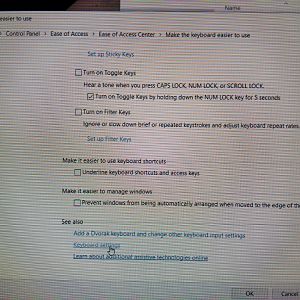 Name
easier to use
Control Panel › Ease of Access › Ease of Access Center › Make the keyboard easier to use
Set up Sticky Keys
Turn on Toggle Keys
Hear a tone when you press CAPS LOCK, NUM LOCK, or SCROLL LOCK.
Turn on Toggle Keys by holding down the NUM LOCK key for 5 seconds
Turn on Filter Keys
Ignore or slow down brief or repeated keystrokes and adjust keyboard repeat rates.
Set up Filter Keys
Make it easier to use keyboard shortcuts
Underline keyboard shortcuts and access keys
Make it easier to manage windows
Prevent windows from being automatically arranged when moved to the edge of the
See also
Add a Dvorak keyboard and change other keyboard input settings
Keyboard settings
Learn about additional assistive technologies online
OK
Cancel